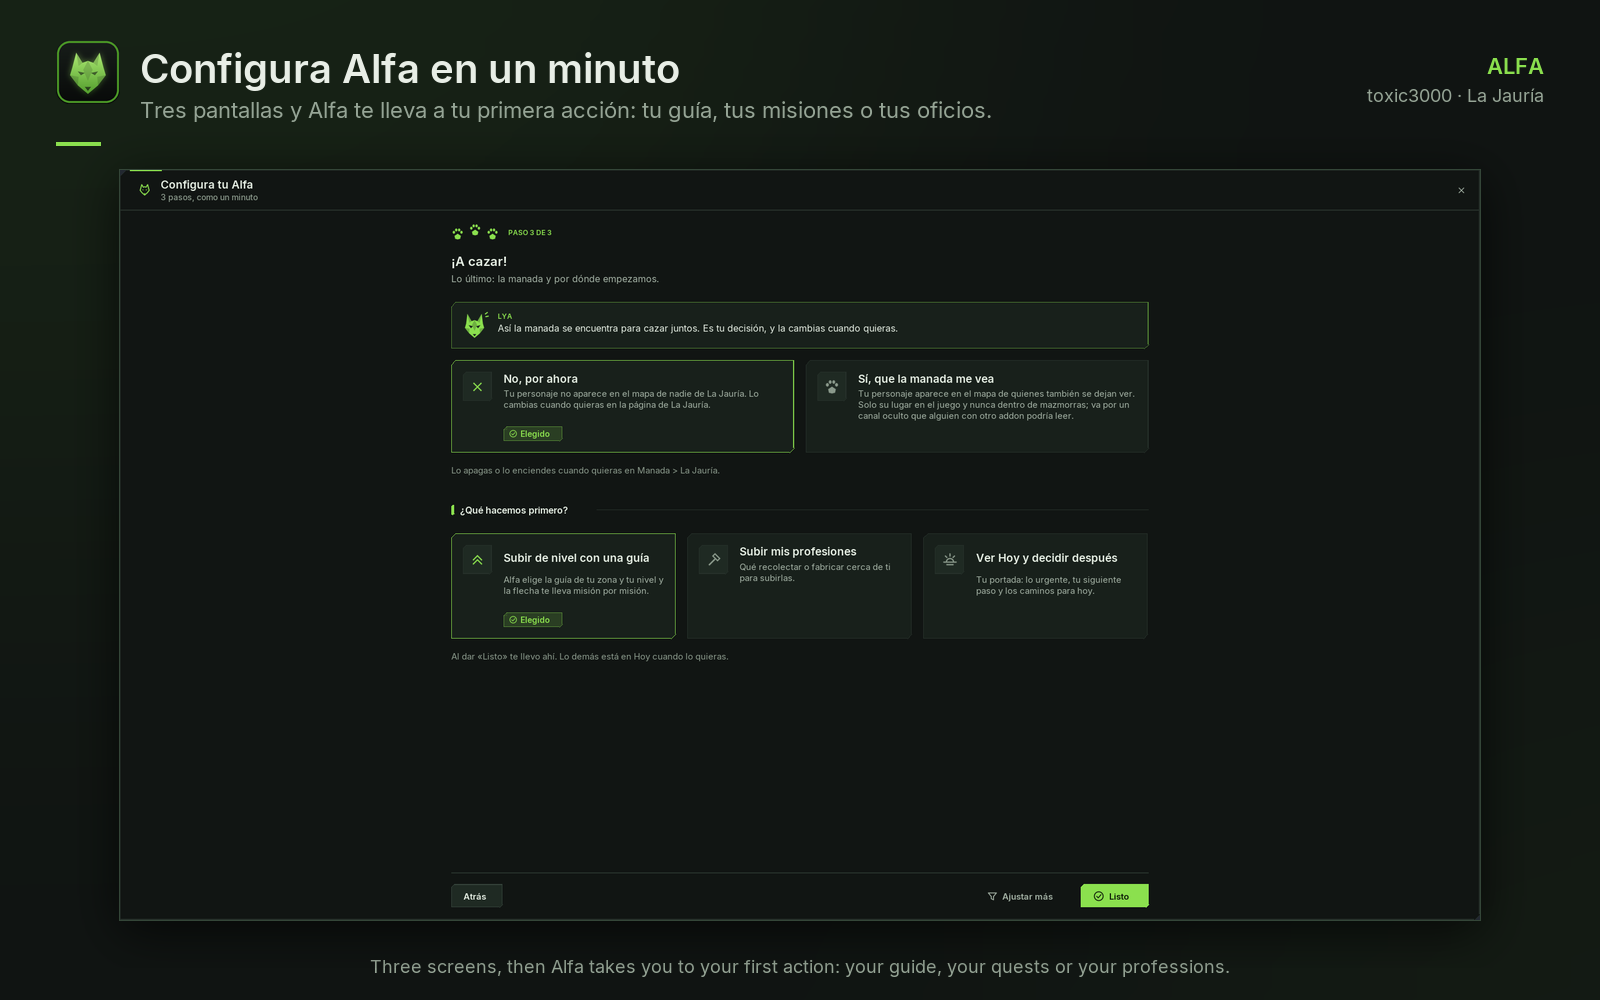 Configura Alfa en un minuto
Tres pantallas y Alfa te lleva a tu primera acción: tu guía, tus misiones o tus oficios.
ALFA
toxic3000 · La Jauría
Configura tu Alfa
3 pasos, como un minuto
PASO 3 DE 3
¡A cazar!
Lo último: la manada y por dónde empezamos.
LYA
Así la manada se encuentra para cazar juntos. Es tu decisión, y la cambias cuando quieras.
No, por ahora
Tu personaje no aparece en el mapa de nadie de La Jauría. Lo
cambias cuando quieras en la página de La Jauría.
Elegido
Sí, que la manada me vea
Tu personaje aparece en el mapa de quienes también se dejan ver.
Solo su lugar en el juego y nunca dentro de mazmorras; va por un
canal oculto que alguien con otro addon podría leer.
Lo apagas o lo enciendes cuando quieras en Manada > La Jauría.
¿Qué hacemos primero?
Subir de nivel con una guía
Alfa elige la guía de tu zona y tu nivel y
la flecha te lleva misión por misión.
Elegido
Subir mis profesiones
Qué recolectar o fabricar cerca de ti
para subirlas.
Ver Hoy y decidir después
Tu portada: lo urgente, tu siguiente
paso y los caminos para hoy.
Al dar «Listo» te llevo ahí. Lo demás está en Hoy cuando lo quieras.
Atrás
Ajustar más
Listo
Three screens, then Alfa takes you to your first action: your guide, your quests or your professions.